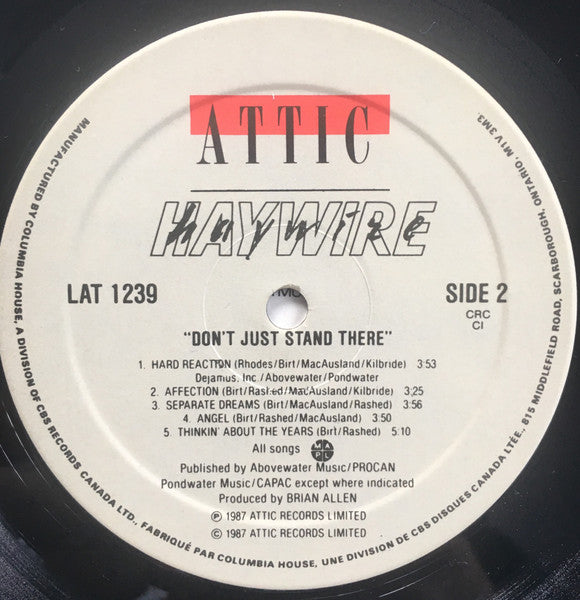 ATTIC
HAYWIRE
haywire
LAT 1239
SIDE 2
CRC
CI
"DON'T JUST STAND THERE"
1. HARD REACTION (Rhodes/Birt/MacAusland/Kilbride) 3:53
Dejamus, Inc./Abovewater/Pondwater
2. AFFECTION (Birt/Rashed/MacAusland/Kilbride) 3:25
3. SEPARATE DREAMS (Birt/MacAusland/Rashed) 3:56
4. ANGEL (Birt/Rashed/MacAusland) 3:50
5. THINKIN' ABOUT THE YEARS (Birt/Rashed) 5:10
All songs MAPL
Published by Abovewater Music/PROCAN
Pondwater Music/CAPAC except where indicated
Produced by BRIAN ALLEN
Ⓟ 1987 ATTIC RECORDS LIMITED
© 1987 ATTIC RECORDS LIMITED
MANUFACTURED BY COLUMBIA HOUSE, A DIVISION OF CBS RECORDS CANADA LTD., FABRIQUÉ PAR COLUMBIA HOUSE, UNE DIVISION DE CBS DISQUES CANADA LTÉE., 815 MIDDLEFIELD ROAD, SCARBOROUGH, ONTARIO, M1V 3M3.